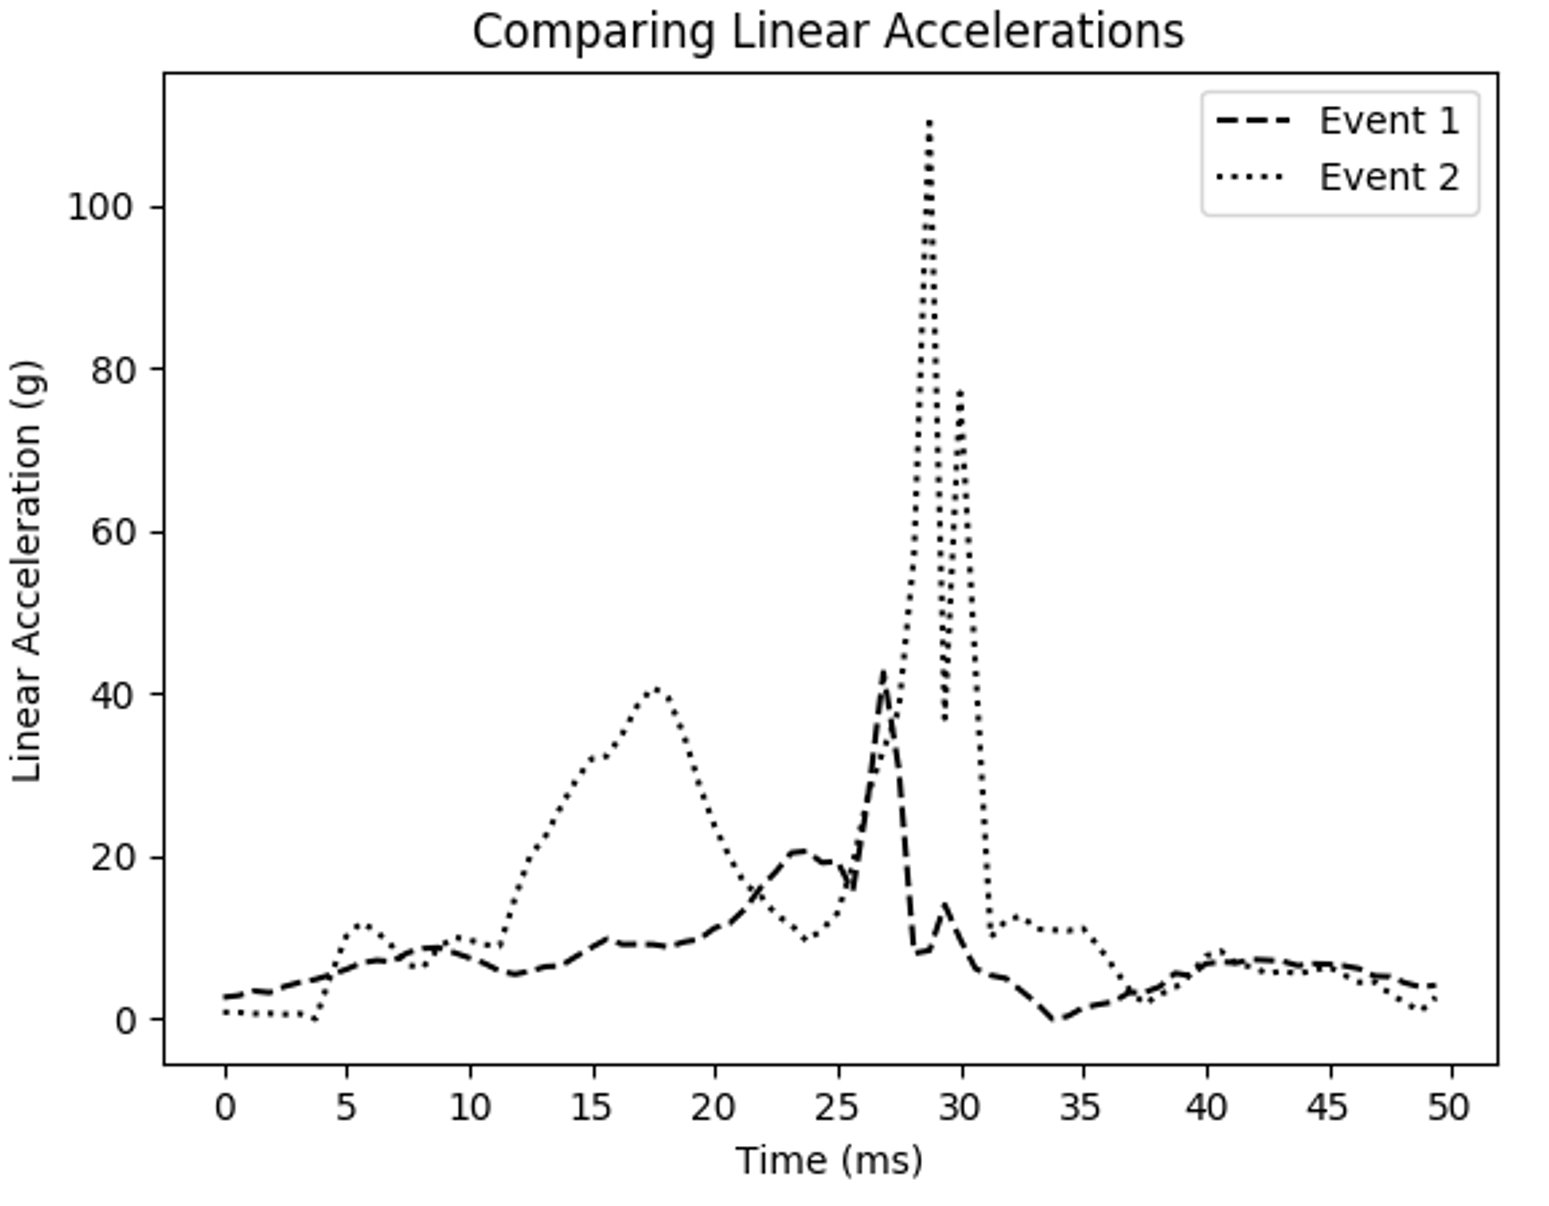 Comparing Linear Accelerations
Event 1
Event 2
Linear Acceleration (g)
100
80
60
40
20
0
0 5 10 15 20 25 30 35 40 45 50
Time (ms)